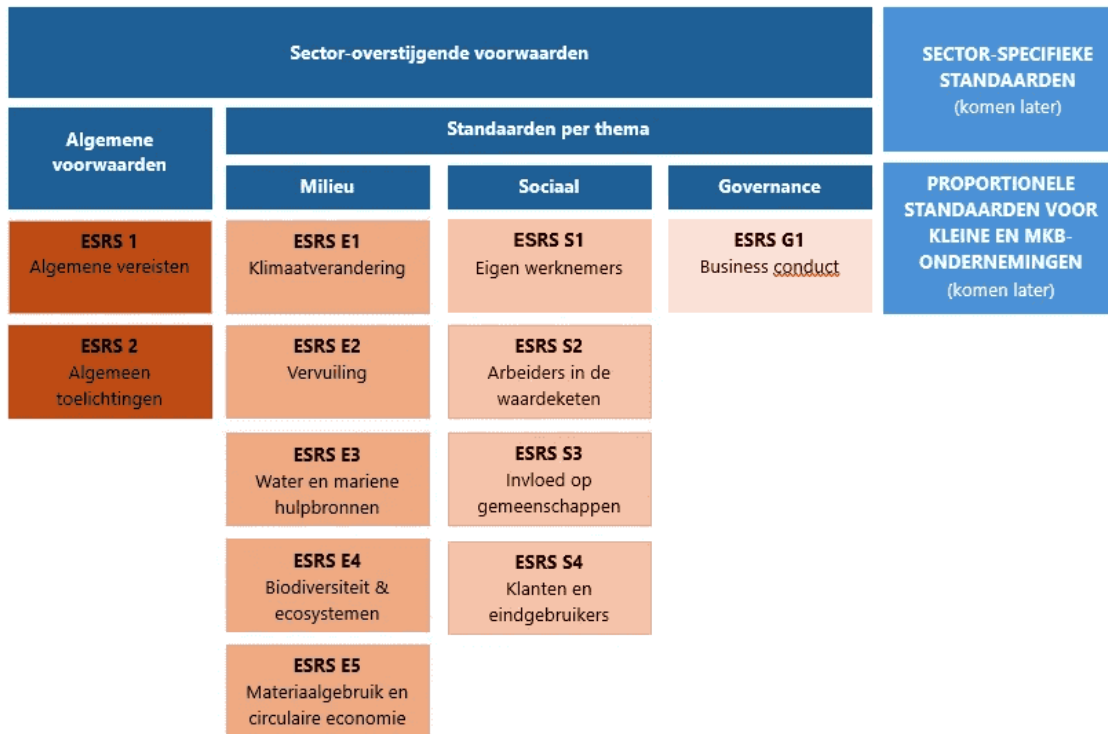 Sector-overstijgende voorwaarden
SECTOR-SPECIFIEKE
STANDAARDEN
(komen later)
Algemene
voorwaarden
Standaarden per thema
Milieu
Sociaal
Governance
PROPORTIONELE
STANDAARDEN VOOR
KLEINE EN MKB-
ONDERNEMINGEN
(komen later)
ESRS 1
Algemene vereisten
ESRS E1
Klimaatverandering
ESRS S1
Eigen werknemers
ESRS G1
Business conduct
ESRS 2
Algemeen
toelichtingen
ESRS E2
Vervuiling
ESRS S2
Arbeiders in de
waardeketen
ESRS E3
Water en mariene
hulpbronnen
ESRS S3
Invloed op
gemeenschappen
ESRS E4
Biodiversiteit &
ecosystemen
ESRS S4
Klanten en
eindgebruikers
ESRS E5
Materiaalgebruik en
circulaire economie